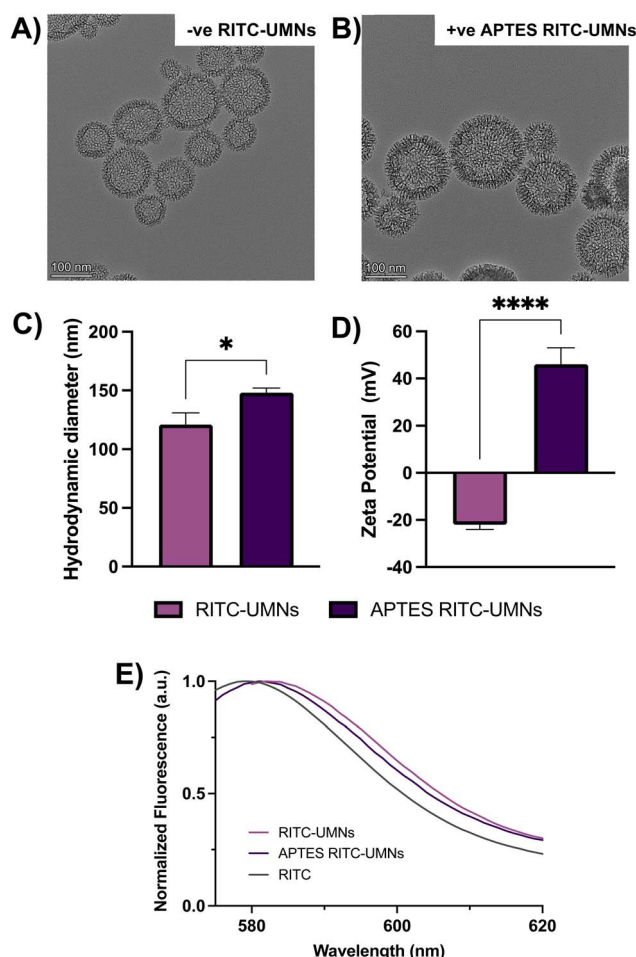 A)
-ve RITC-UMNs
100 nm
B)
+ve APTES RITC-UMNs
100 nm
C)
Hydrodynamic diameter (nm)
200
150
100
50
0
*
D)
Zeta Potential (mV)
60
40
20
0
-20
-40
****
RITC-UMNs
APTES RITC-UMNs
E)
Normalized Fluorescence (a.u.)
1.0
0.5
0.0
RITC-UMNs
APTES RITC-UMNs
RITC
580
600
620
Wavelength (nm)